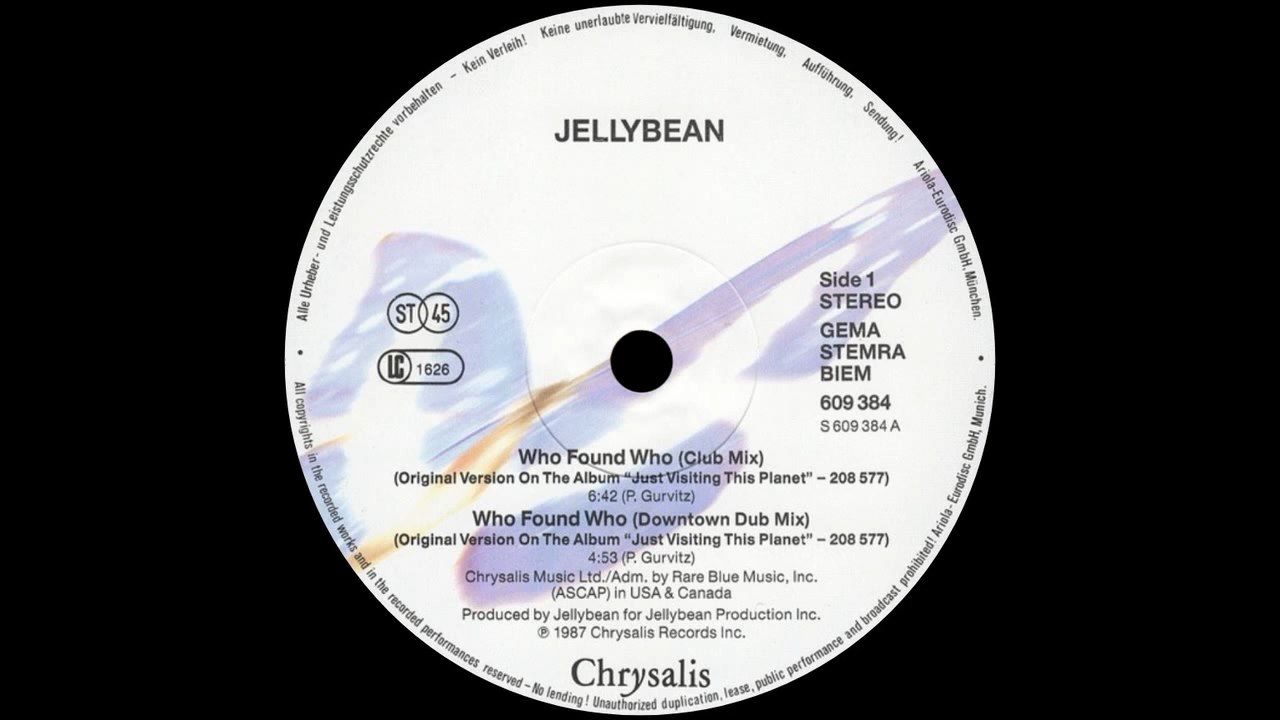 Alle Urheber- und Leistungsschutzrechte vorbehalten – Kein Verleih! Keine unerlaubte Vervielfältigung, Vermietung, Aufführung, Sendung!
Ariola-Eurodisc GmbH, München.
JELLYBEAN
Side 1
STEREO
ST 45
GEMA
STEMRA
BIEM
LC 1626
609 384
S 609 384 A
Who Found Who (Club Mix)
(Original Version On The Album “Just Visiting This Planet” – 208 577)
6:42 (P. Gurvitz)
Who Found Who (Downtown Dub Mix)
(Original Version On The Album “Just Visiting This Planet” – 208 577)
4:53 (P. Gurvitz)
Chrysalis Music Ltd./Adm. by Rare Blue Music, Inc.
(ASCAP) in USA & Canada
Produced by Jellybean for Jellybean Production Inc.
℗ 1987 Chrysalis Records Inc.
Chrysalis
All copyrights in the recorded works and in the recorded performances reserved – No lending! Unauthorized duplication, lease, public performance and broadcast prohibited! Ariola-Eurodisc GmbH, Munich.